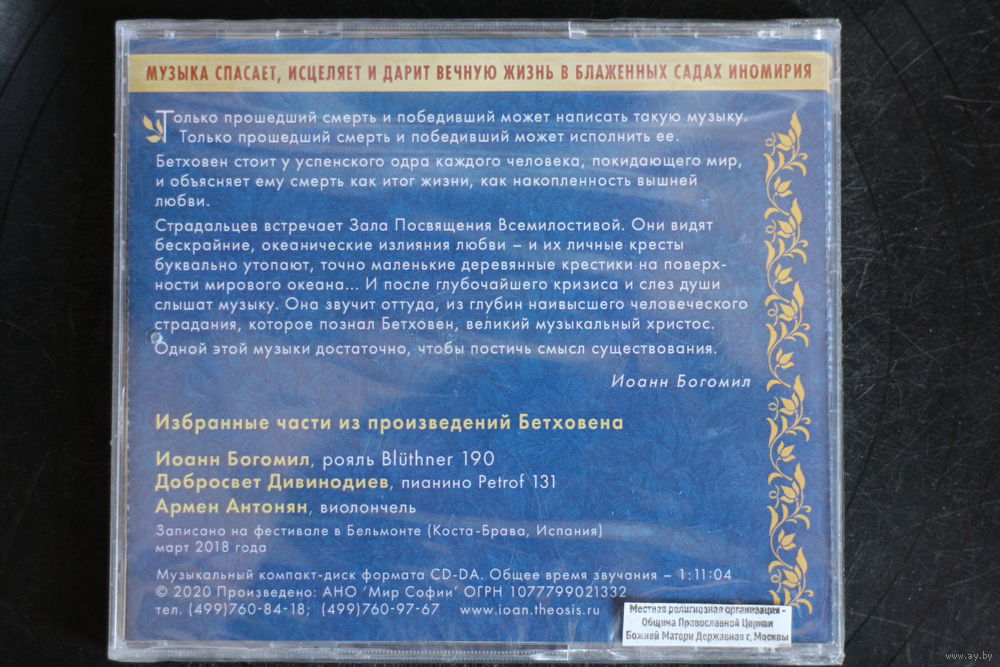 МУЗЫКА СПАСАЕТ, ИСЦЕЛЯЕТ И ДАРИТ ВЕЧНУЮ ЖИЗНЬ В БЛАЖЕННЫХ САДАХ ИНОМИРИЯ
Только прошедший смерть и победивший может написать такую музыку.
Только прошедший смерть и победивший может исполнить ее.
Бетховен стоит у успенского одра каждого человека, покидающего мир,
и объясняет ему смерть как итог жизни, как накопленность вышней
любви.
Страдальцев встречает Зала Посвящения Всемилостивой. Они видят
бескрайние, океанические излияния любви – и их личные кресты
буквально утопают, точно маленькие деревянные крестики на поверх-
ности мирового океана... И после глубочайшего кризиса и слез души
слышат музыку. Она звучит оттуда, из глубин наивысшего человеческого
страдания, которое познал Бетховен, великий музыкальный христос.
Одной этой музыки достаточно, чтобы постичь смысл существования.
Иоанн Богомил
Избранные части из произведений Бетховена
Иоанн Богомил, рояль Blüthner 190
Добросвет Дивинодиев, пианино Petrof 131
Армен Антонян, виолончель
Записано на фестивале в Бельмонте (Коста-Брава, Испания)
март 2018 года
Музыкальный компакт-диск формата CD-DA. Общее время звучания – 1:11:04
© 2020 Произведено: АНО "Мир Софии" ОГРН 1077799021332
тел. (499)760-84-18; (499)760-97-67 www.ioan.theosis.ru
Местная религиозная организация -
Община Православной Церкви
Божией Матери Державная г. Москвы
www.ay.by